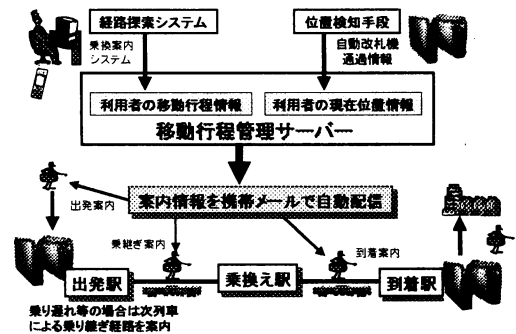 経路探索システム
位置検知手段
乗換案内
システム
自動改札機
通過情報
利用者の移動行程情報
利用者の現在位置情報
移動行程管理サーバー
案内情報を携帯メールで自動配信
出発案内
乗継ぎ案内
到着案内
出発駅
乗換え駅
到着駅
乗り遅れ等の場合は次列車
による乗り継ぎ経路を案内